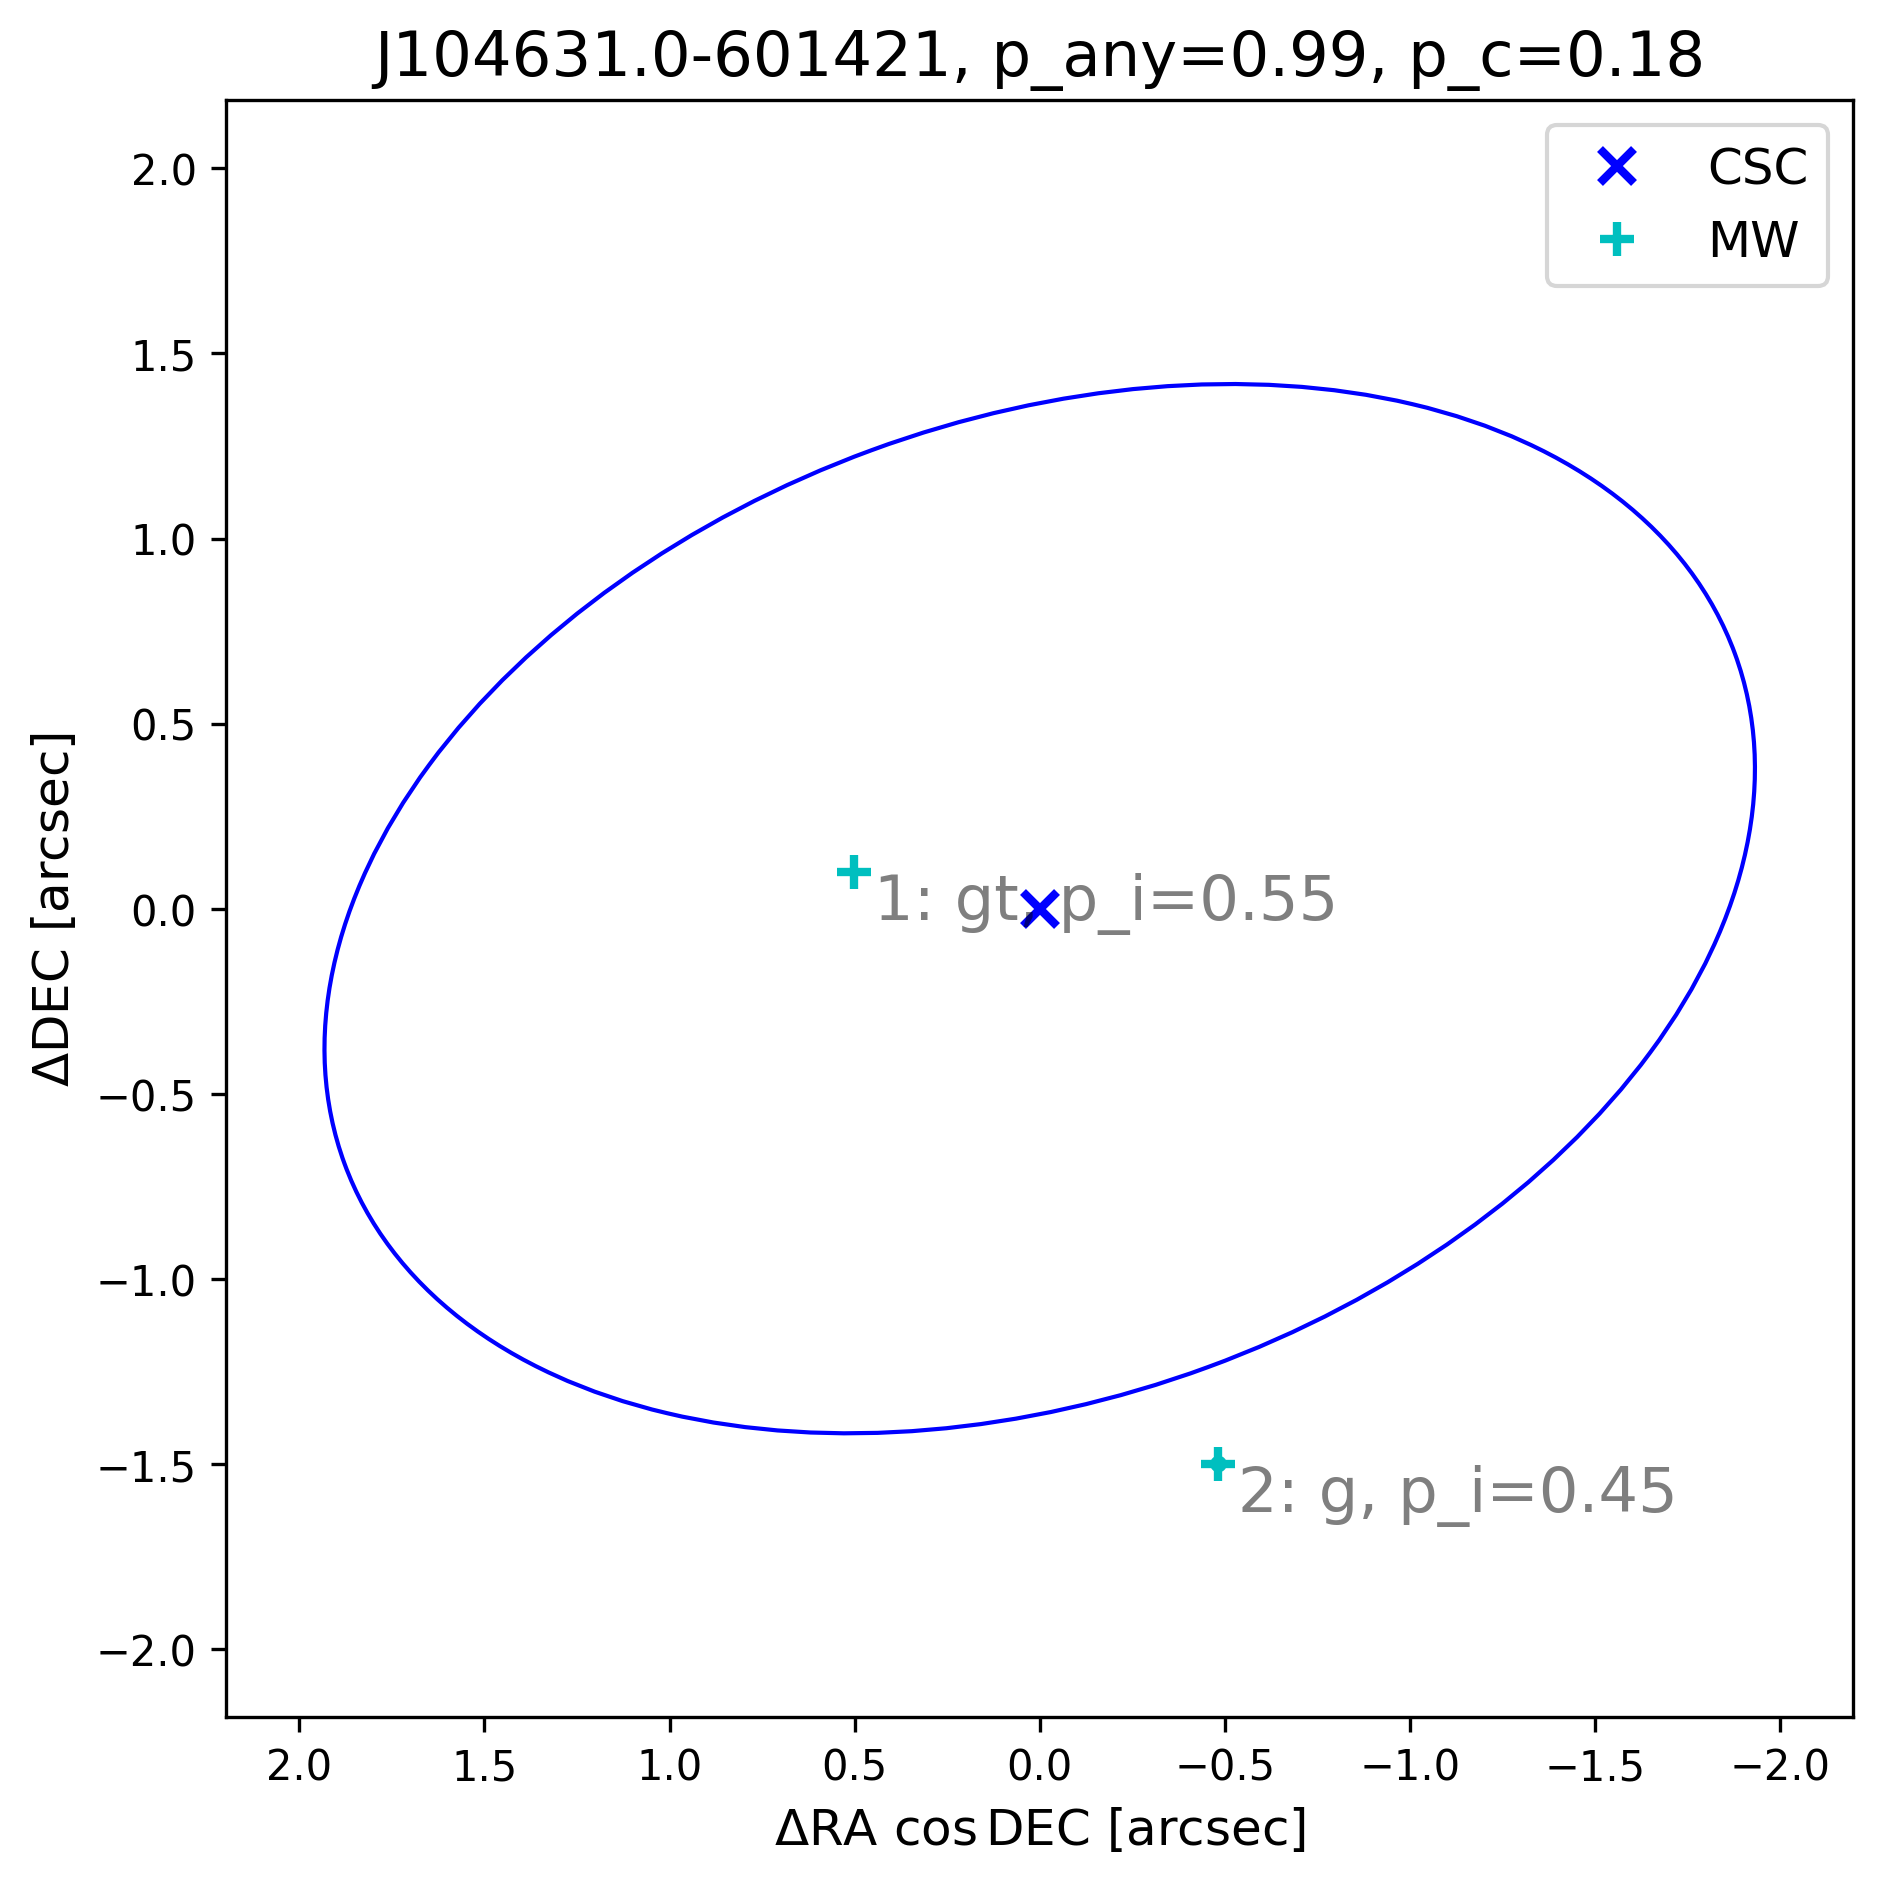 J104631.0-601421, p_any=0.99, p_c=0.18
CSC
MW
2.0
1.5
1.0
0.5
0.0
−0.5
−1.0
−1.5
−2.0
ΔDEC [arcsec]
1: gt, p_i=0.55
2: g, p_i=0.45
2.0 1.5 1.0 0.5 0.0 −0.5 −1.0 −1.5 −2.0
ΔRA cos DEC [arcsec]